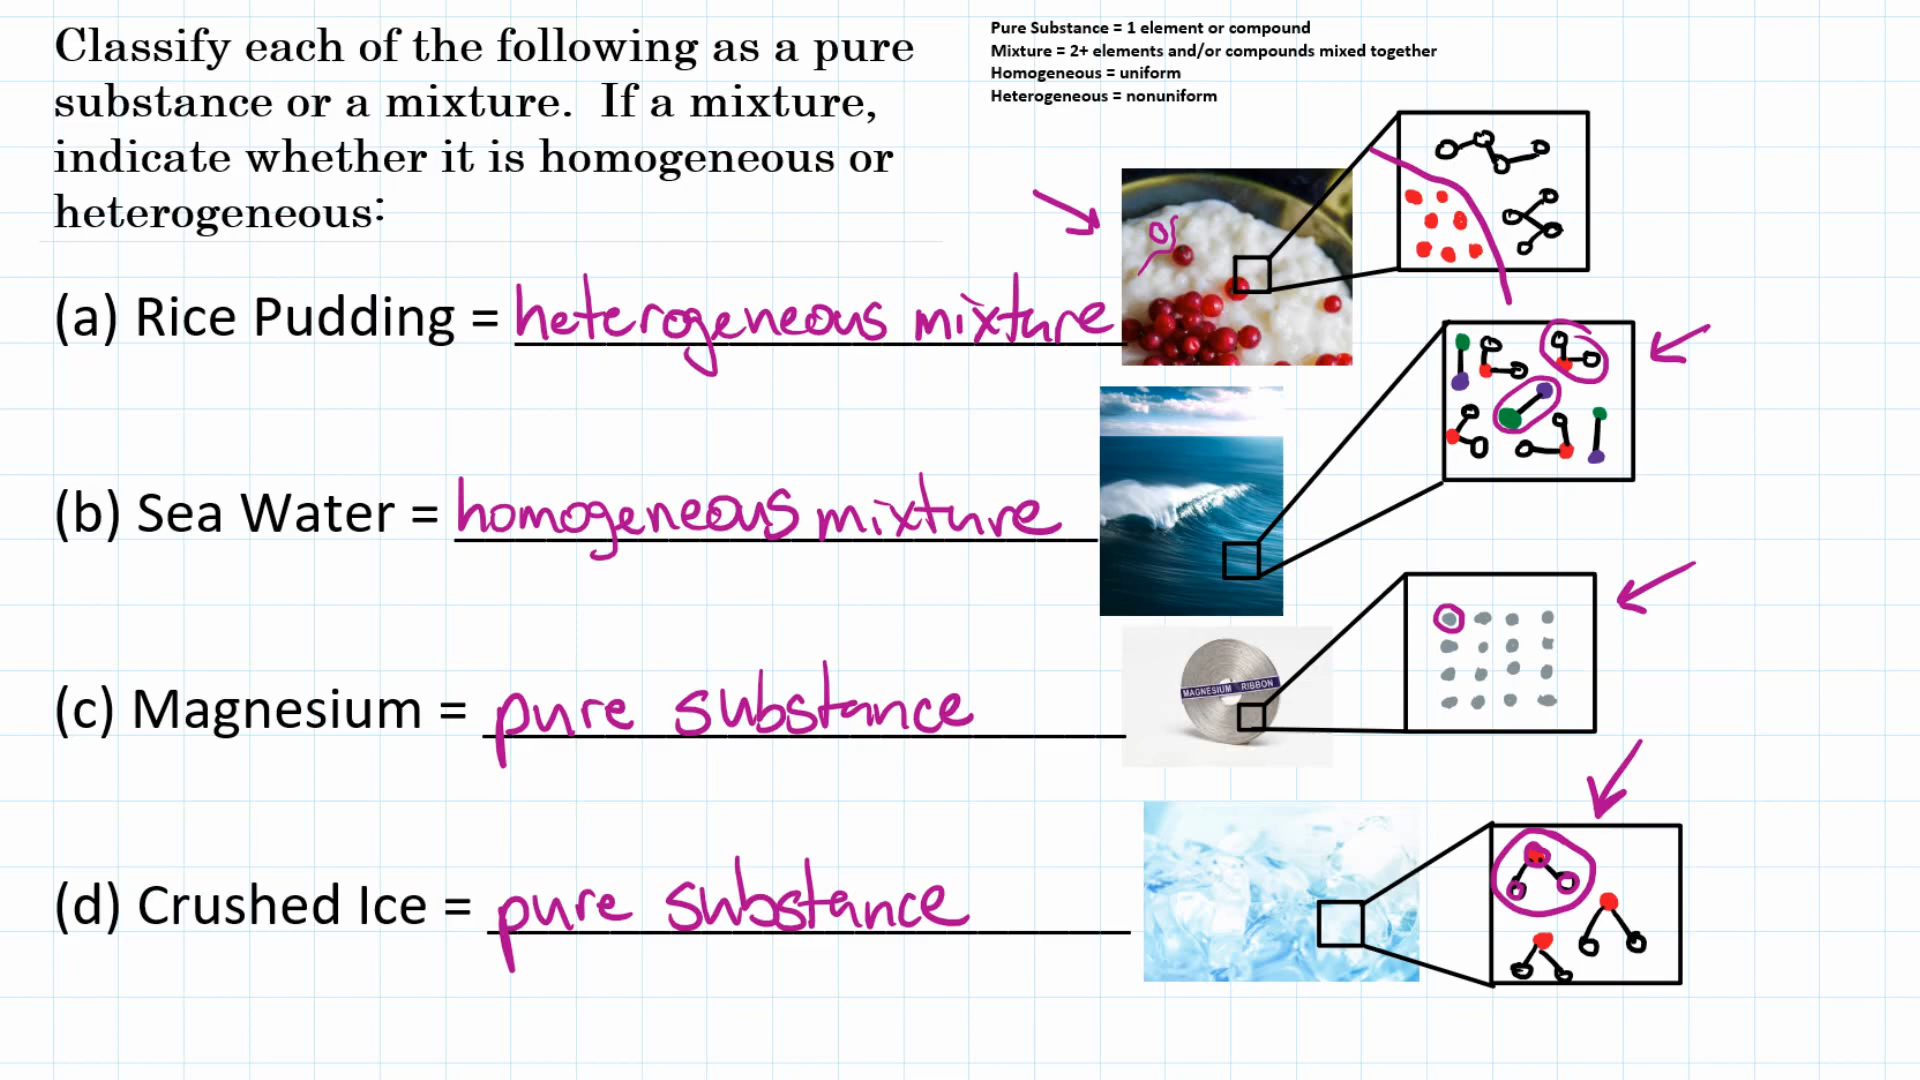 Classify each of the following as a pure
substance or a mixture.  If a mixture,
indicate whether it is homogeneous or
heterogeneous:
Pure Substance = 1 element or compound
Mixture = 2+ elements and/or compounds mixed together
Homogeneous = uniform
Heterogeneous = nonuniform
(a) Rice Pudding = heterogeneous mixture
(b) Sea Water = homogeneous mixture
(c) Magnesium = pure substance
MAGNESIUM RIBBON
(d) Crushed Ice = pure substance